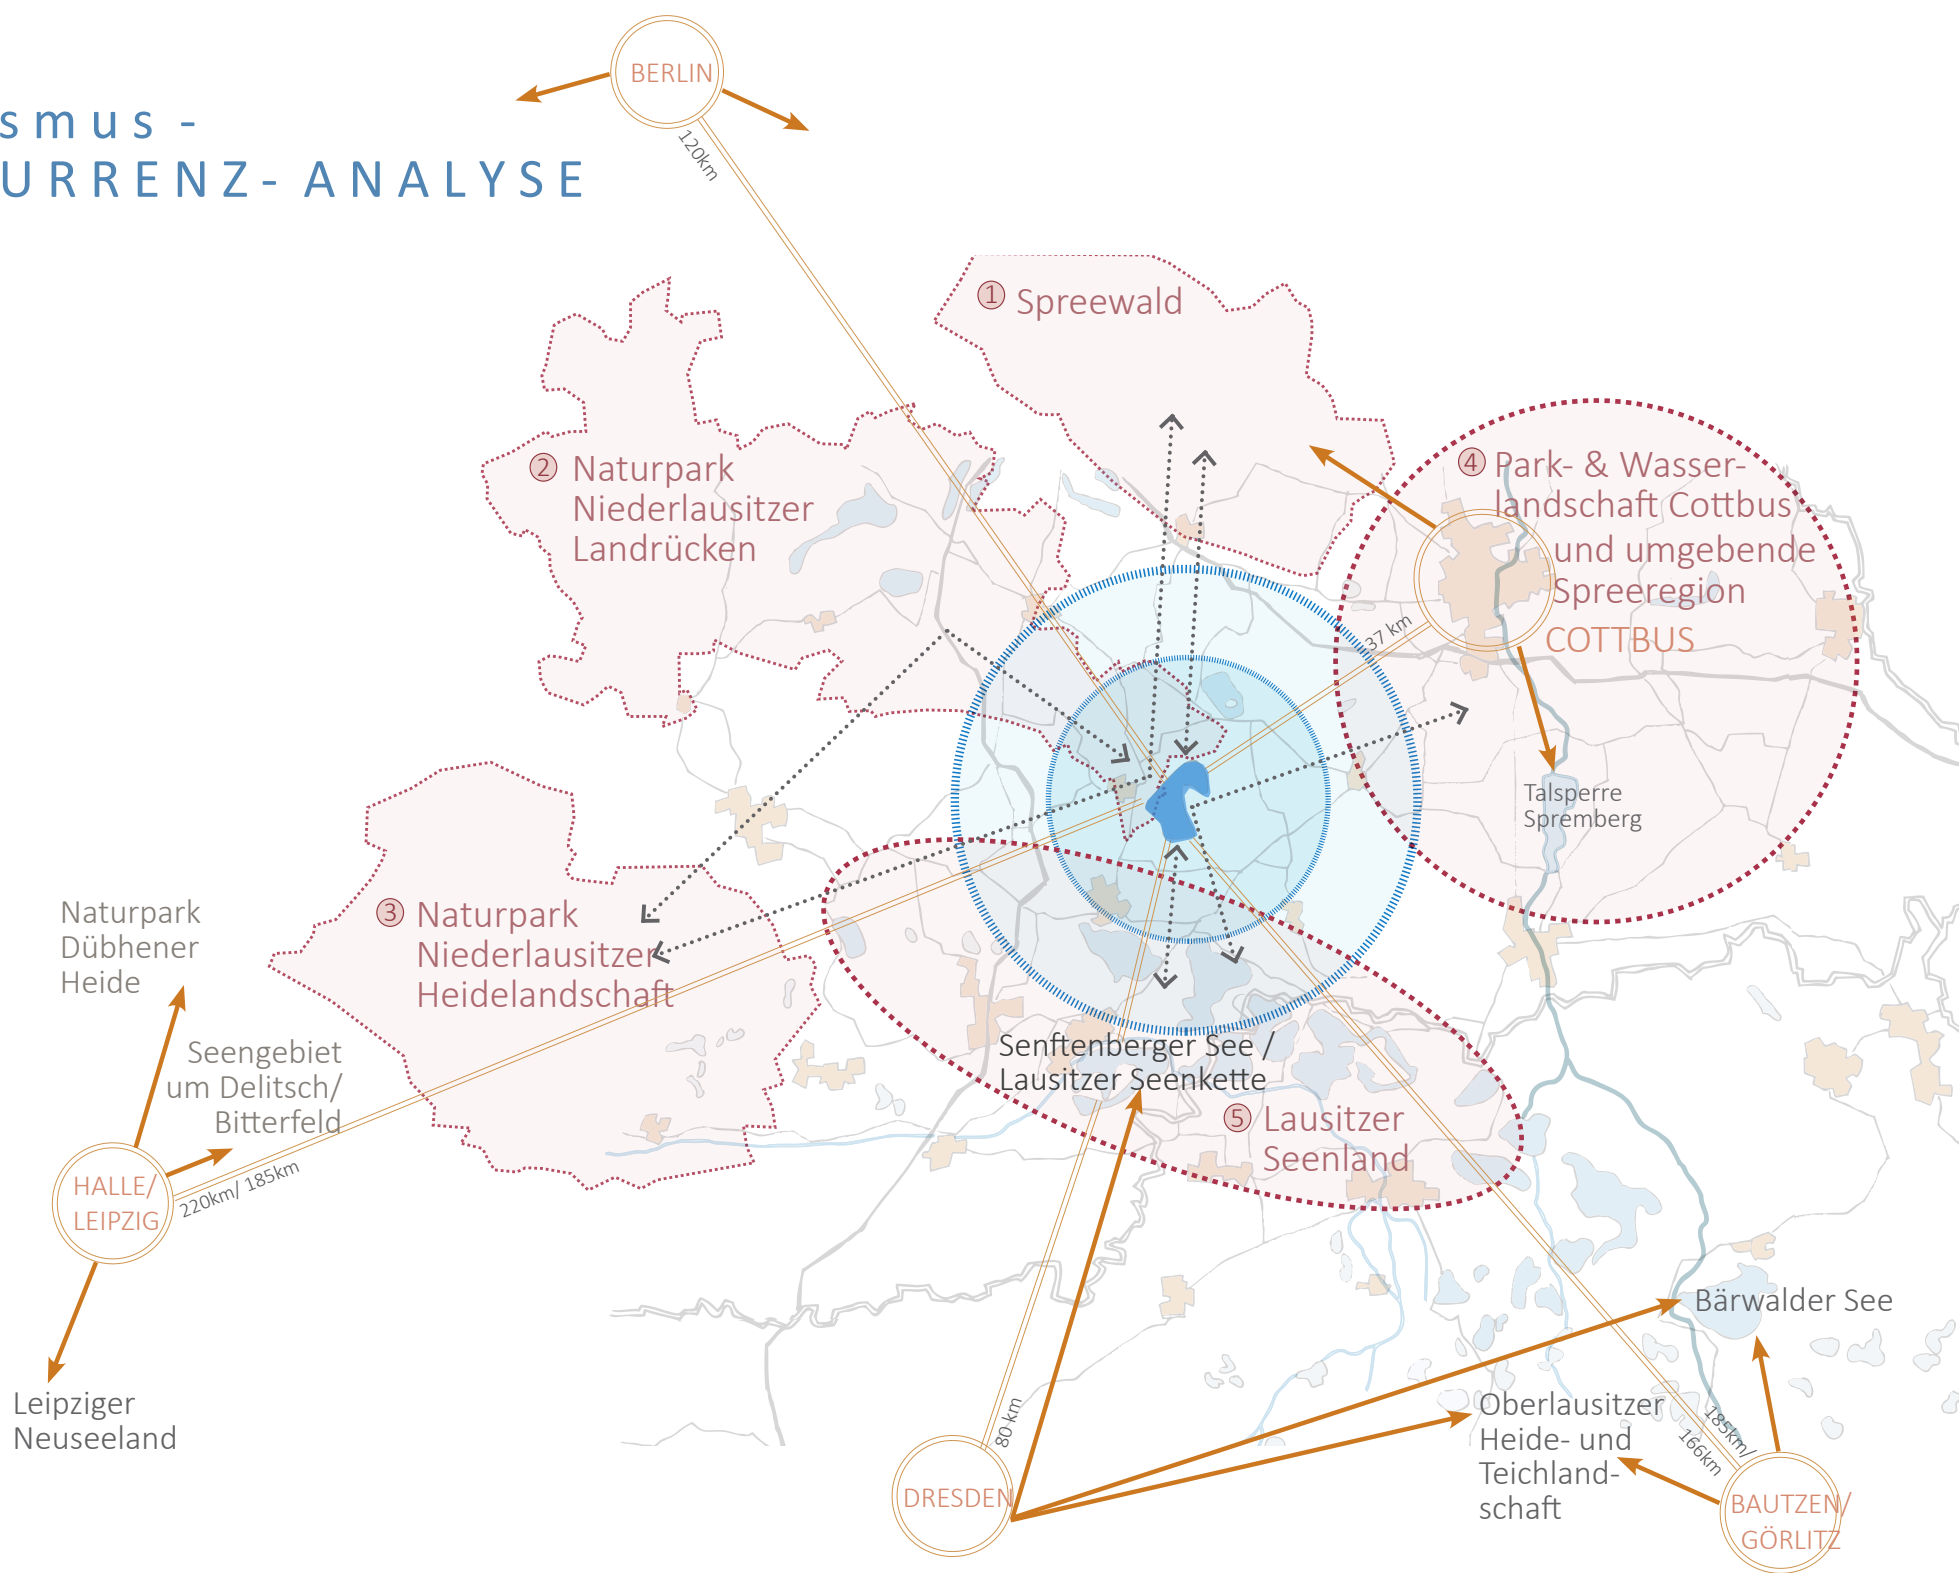 BERLIN
smus -
URRENZ- ANALYSE
120km
1 Spreewald
2 Naturpark
Niederlausitzer
Landrücken
4 Park- & Wasser-
landschaft Cottbus
und umgebende
Spreeregion
COTTBUS
37 km
Talsperre
Spremberg
3 Naturpark
Niederlausitzer
Heidelandschaft
Naturpark
Dübhener
Heide
Seengebiet
um Delitsch/
Bitterfeld
Senftenberger See /
Lausitzer Seenkette
5 Lausitzer
Seenland
HALLE/
LEIPZIG
220km/ 185km
Leipziger
Neuseeland
Bärwalder See
Oberlausitzer
Heide- und
Teichland-
schaft
80 km
DRESDEN
185km/
166km
BAUTZEN/
GÖRLITZ